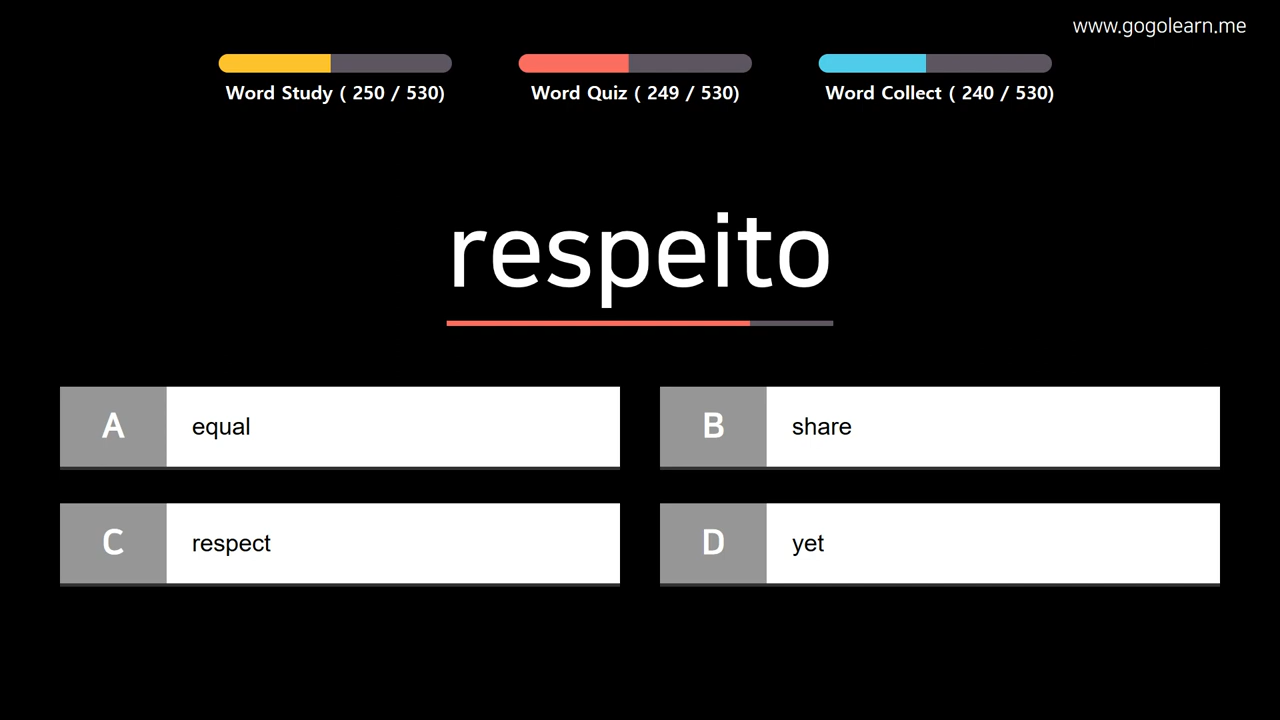 www.gogolearn.me
Word Study ( 250 / 530)
Word Quiz ( 249 / 530)
Word Collect ( 240 / 530)
respeito
A equal
B share
C respect
D yet